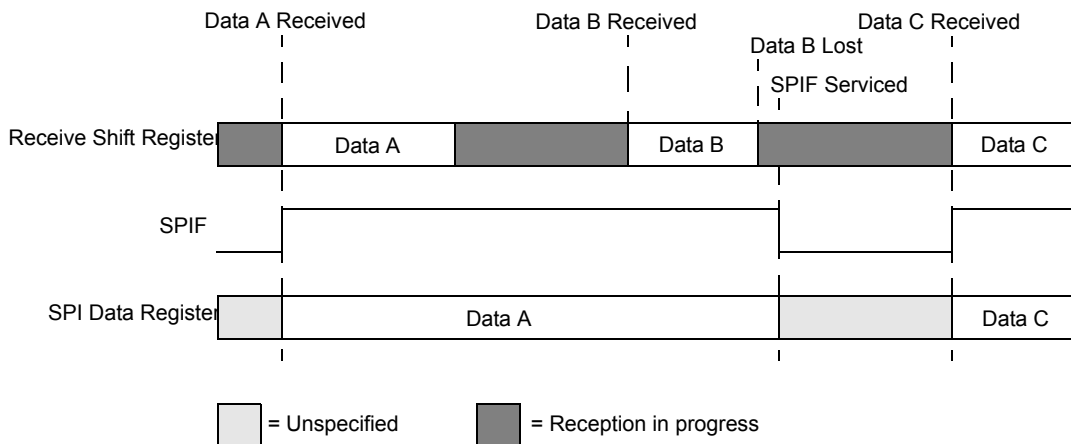 Data A Received
Data B Received
Data C Received
Data B Lost
SPIF Serviced
Receive Shift Register
Data A
Data B
Data C
SPIF
SPI Data Register
Data A
Data C
= Unspecified
= Reception in progress